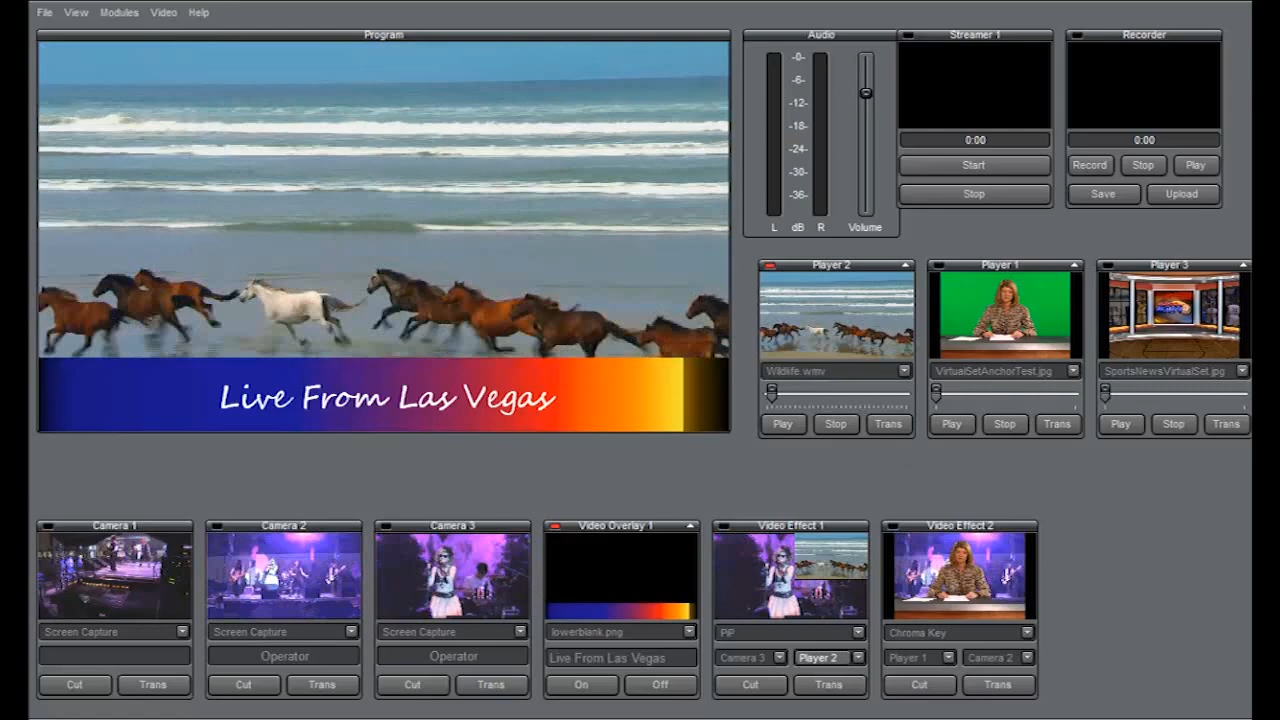 File View Modules Video Help
Program
Live From Las Vegas
Audio
-0-
-6-
-12-
-18-
-24-
-30-
-36-
L dB R Volume
Streamer 1
0:00
Start
Stop
Recorder
0:00
Record Stop Play
Save Upload
Player 2
Wildlife.wmv
Play Stop Trans
Player 1
VirtualSetAnchorTest.jpg
Play Stop Trans
Player 3
SportsNewsVirtualSet.jpg
Play Stop Trans
Camera 1
Screen Capture
Cut Trans
Camera 2
Screen Capture
Operator
Cut Trans
Camera 3
Screen Capture
Operator
Cut Trans
Video Overlay 1
lowerblank.png
Live From Las Vegas
On Off
Video Effect 1
PiP
Camera 3 Player 2
Cut Trans
Video Effect 2
Chroma Key
Player 1 Camera 2
Cut Trans